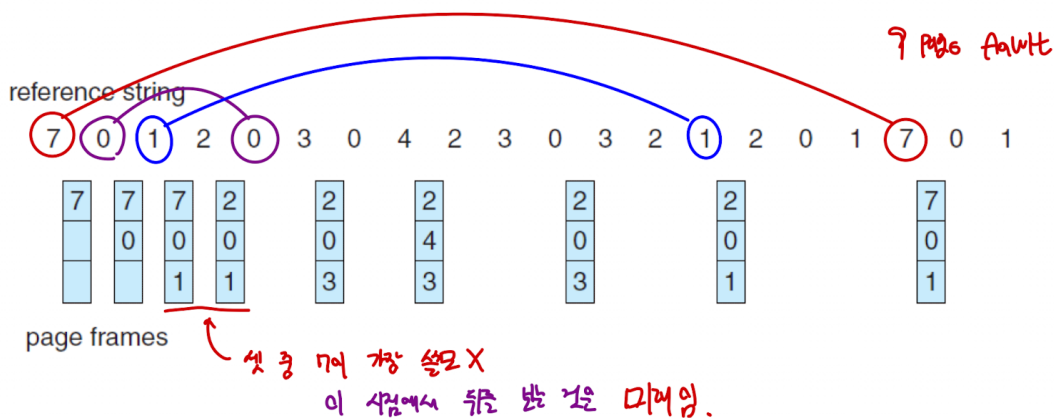 9 page fault
reference string
7 0 1 2 0 3 0 4 2 3 0 3 2 1 2 0 1 7 0 1
7 7 7 2 2 2 2 2 7
0 0 0 0 4 0 0 0
1 1 3 3 3 1 1
page frames
셋 중 7이 가장 쓸모 X
이 시점에서 뒤를 보는 것은 미래임.